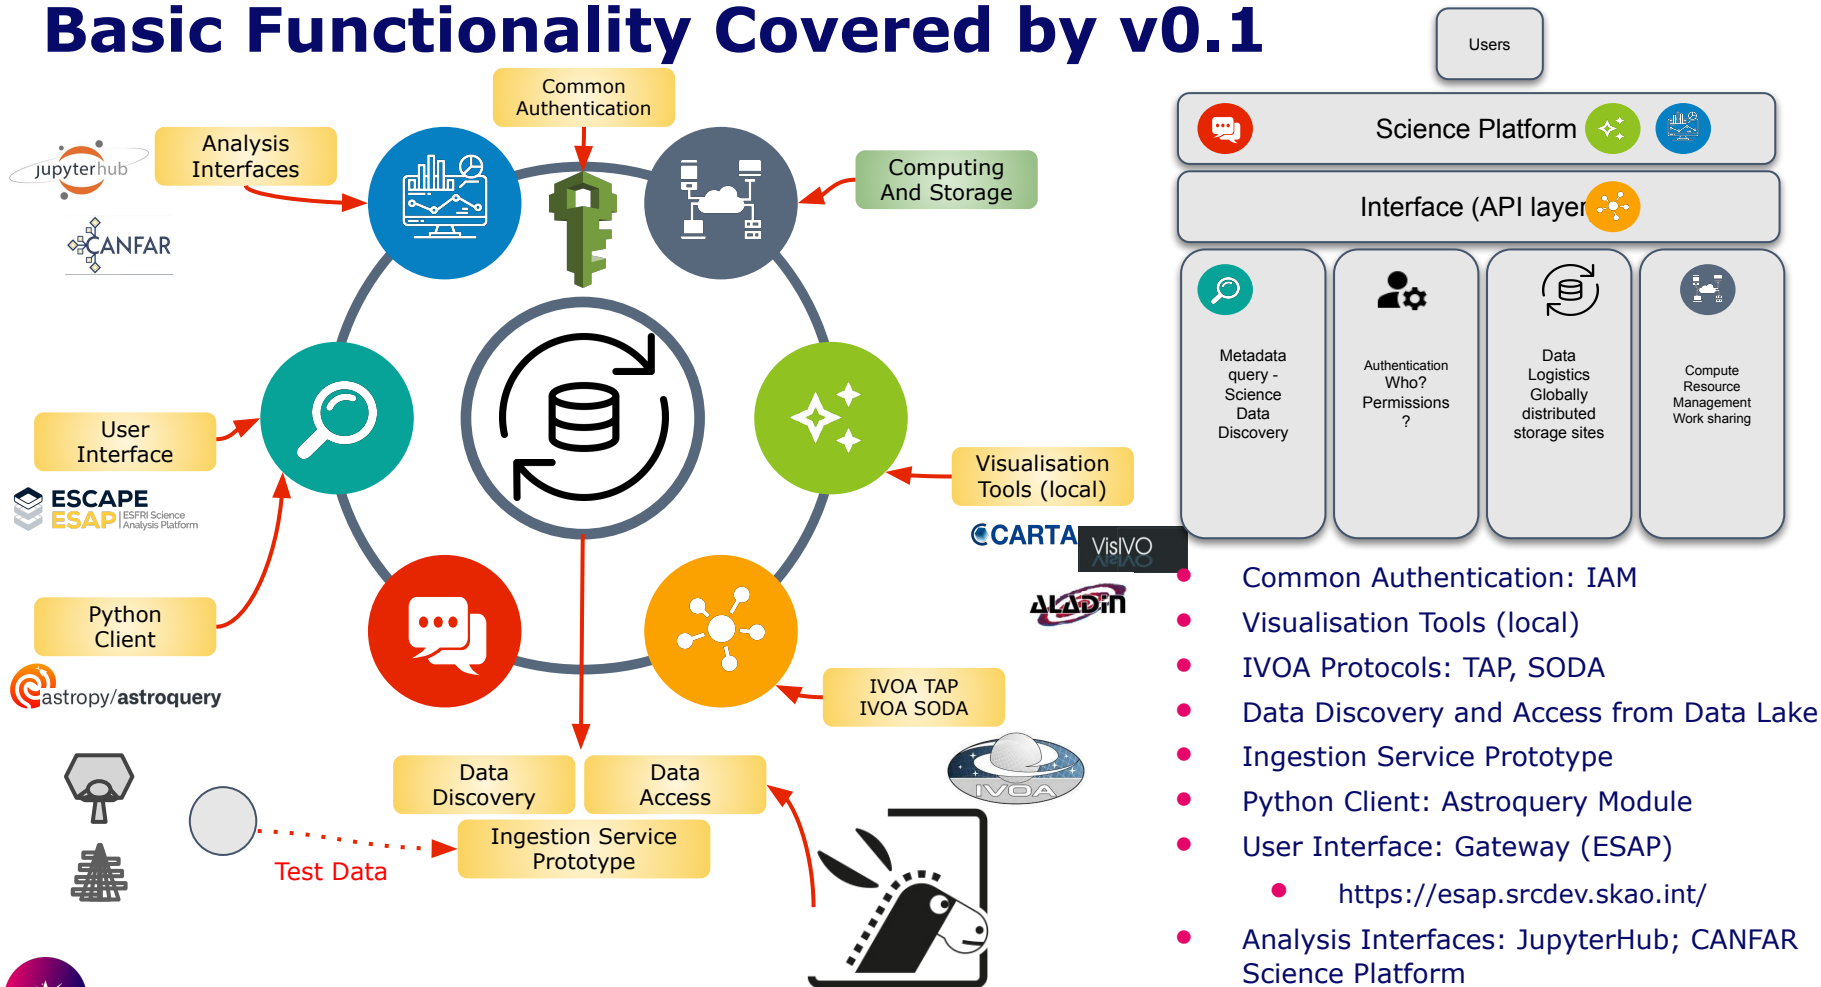 Basic Functionality Covered by v0.1
Common
Authentication
Analysis
Interfaces
jupyterhub
CANFAR
Computing
And Storage
User
Interface
ESCAPE
ESAP
ESFRI Science
Analysis Platform
Python
Client
astropy/astroquery
Visualisation
Tools (local)
CARTA
VisIVO
ALADIN
IVOA TAP
IVOA SODA
IVOA
Data
Discovery
Data
Access
Ingestion Service
Prototype
Test Data
Users
Science Platform
Interface (API layer
Metadata
query -
Science
Data
Discovery
Authentication
Who?
Permissions
?
Data
Logistics
Globally
distributed
storage sites
Compute
Resource
Management
Work sharing
Common Authentication: IAM
Visualisation Tools (local)
IVOA Protocols: TAP, SODA
Data Discovery and Access from Data Lake
Ingestion Service Prototype
Python Client: Astroquery Module
User Interface: Gateway (ESAP)
https://esap.srcdev.skao.int/
Analysis Interfaces: JupyterHub; CANFAR
Science Platform